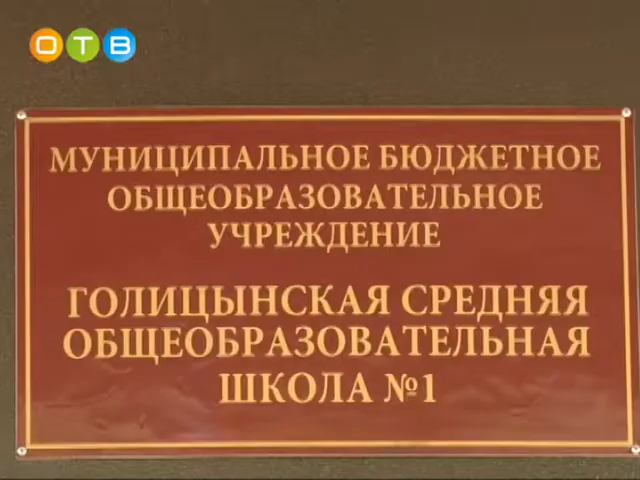 ОТВ
МУНИЦИПАЛЬНОЕ БЮДЖЕТНОЕ
ОБЩЕОБРАЗОВАТЕЛЬНОЕ
УЧРЕЖДЕНИЕ
ГОЛИЦЫНСКАЯ СРЕДНЯЯ
ОБЩЕОБРАЗОВАТЕЛЬНАЯ
ШКОЛА №1